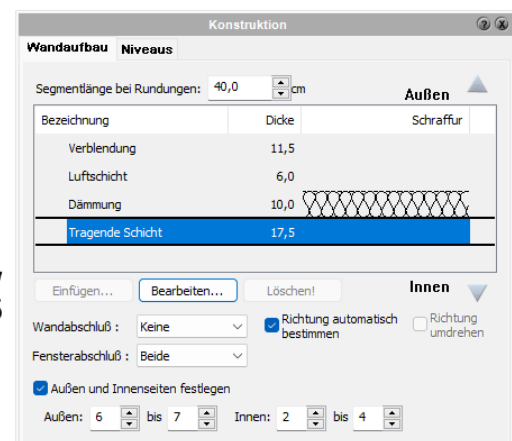 Konstruktion
Wandaufbau Niveaus
Segmentlänge bei Rundungen: 40,0 cm Außen
Bezeichnung Dicke Schraffur
Verblendung 11,5
Luftschicht 6,0
Dämmung 10,0
Tragende Schicht 17,5
Einfügen... Bearbeiten... Löschen! Innen
Wandabschluß : Keine Richtung automatisch bestimmen Richtung umdrehen
Fensterabschluß : Beide
Außen und Innenseiten festlegen
Außen: 6 bis 7 Innen: 2 bis 4